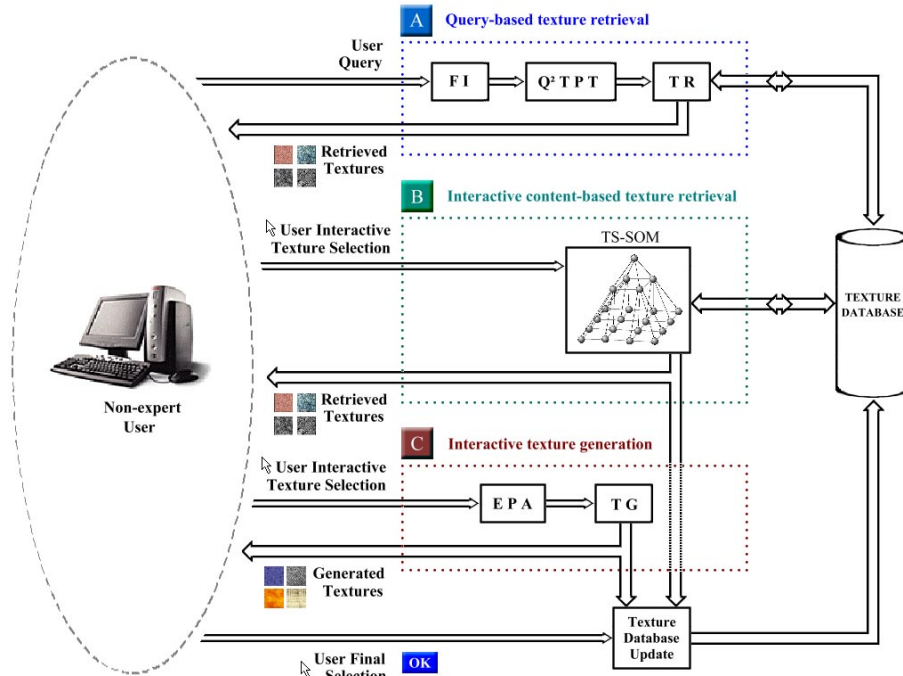 A Query-based texture retrieval
User
Query
F I
Q² T P T
T R
Retrieved
Textures
B Interactive content-based texture retrieval
User Interactive
Texture Selection
TS-SOM
TEXTURE
DATABASE
Non-expert
User
Retrieved
Textures
C Interactive texture generation
User Interactive
Texture Selection
E P A
T G
Generated
Textures
Texture
Database
Update
User Final
Selection
OK